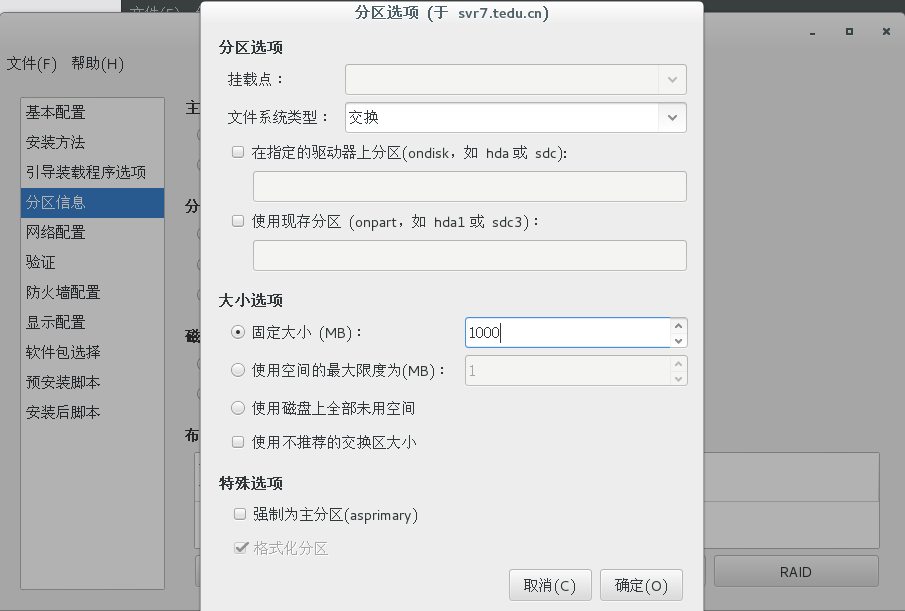 文件(F)
分区选项 (于 svr7.tedu.cn)
文件(F) 帮助(H)
基本配置
安装方法
引导装载程序选项
分区信息
网络配置
验证
防火墙配置
显示配置
软件包选择
预安装脚本
安装后脚本
主
分
磁
布
分区选项
挂载点：
文件系统类型： 交换
在指定的驱动器上分区(ondisk，如 hda 或 sdc):
使用现存分区 (onpart，如 hda1 或 sdc3)：
大小选项
固定大小 (MB)： 1000
使用空间的最大限度为(MB)： 1
使用磁盘上全部未用空间
使用不推荐的交换区大小
特殊选项
强制为主分区(asprimary)
格式化分区
取消(C) 确定(O)
RAID